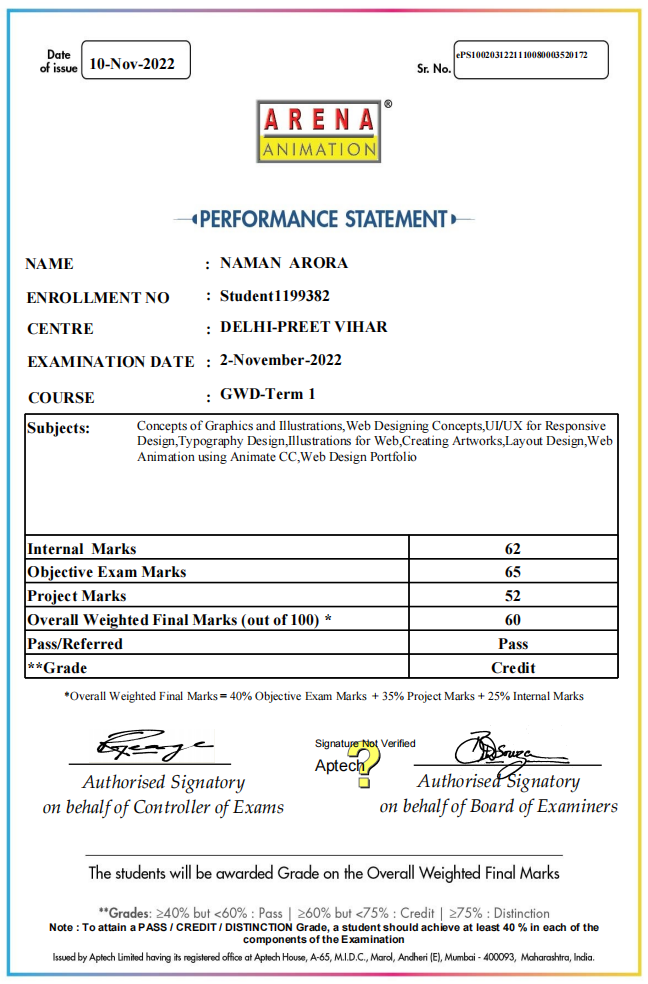 Date
of issue
10-Nov-2022
Sr. No.
ePS1002031221110080003520172
ARENA ®
ANIMATION
PERFORMANCE STATEMENT
NAME : NAMAN ARORA
ENROLLMENT NO : Student1199382
CENTRE : DELHI-PREET VIHAR
EXAMINATION DATE : 2-November-2022
COURSE : GWD-Term 1
Subjects: Concepts of Graphics and Illustrations,Web Designing Concepts,UI/UX for Responsive
Design,Typography Design,Illustrations for Web,Creating Artworks,Layout Design,Web
Animation using Animate CC,Web Design Portfolio
Internal Marks 62
Objective Exam Marks 65
Project Marks 52
Overall Weighted Final Marks (out of 100) * 60
Pass/Referred Pass
**Grade Credit
*Overall Weighted Final Marks = 40% Objective Exam Marks + 35% Project Marks + 25% Internal Marks
Authorised Signatory
on behalf of Controller of Exams
Signature Not Verified
Aptech ?
Authorised Signatory
on behalf of Board of Examiners
The students will be awarded Grade on the Overall Weighted Final Marks
**Grades: ≥40% but <60% : Pass | ≥60% but <75% : Credit | ≥75% : Distinction
Note : To attain a PASS / CREDIT / DISTINCTION Grade, a student should achieve at least 40 % in each of the
components of the Examination
Issued by Aptech Limited having its registered office at Aptech House, A-65, M.I.D.C., Marol, Andheri (E), Mumbai - 400093, Maharashtra, India.